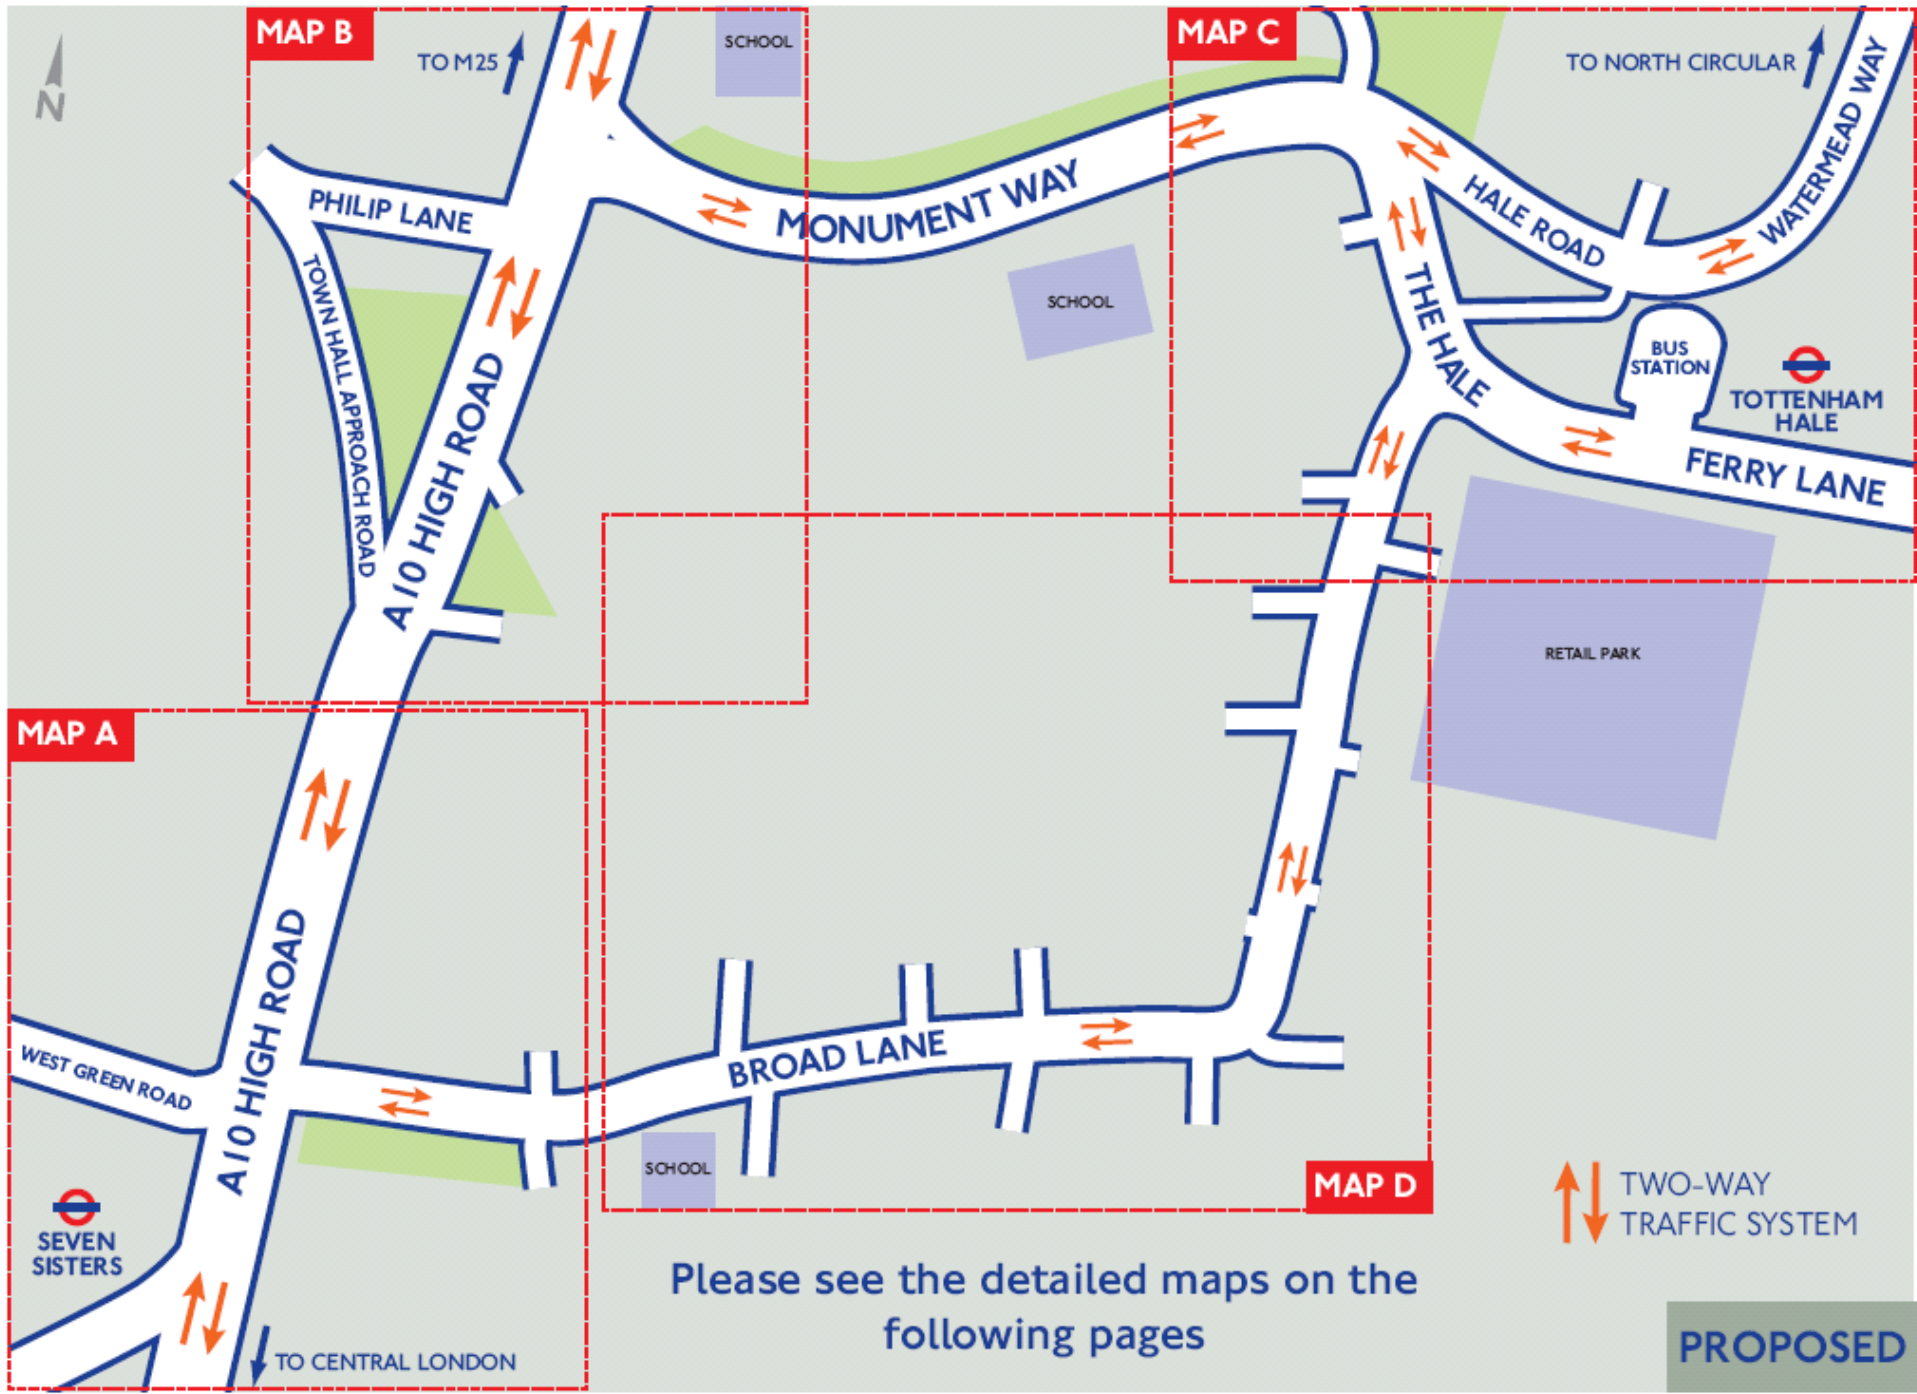 MAP B
SCHOOL
MAP C
TO M25
TO NORTH CIRCULAR
N
WATERMEAD WAY
PHILIP LANE
MONUMENT WAY
HALE ROAD
TOWN HALL APPROACH ROAD
SCHOOL
THE HALE
BUS
STATION
TOTTENHAM
HALE
A10 HIGH ROAD
FERRY LANE
RETAIL PARK
MAP A
A10 HIGH ROAD
WEST GREEN ROAD
BROAD LANE
SCHOOL
MAP D
SEVEN
SISTERS
TWO-WAY
TRAFFIC SYSTEM
Please see the detailed maps on the
following pages
TO CENTRAL LONDON
PROPOSED